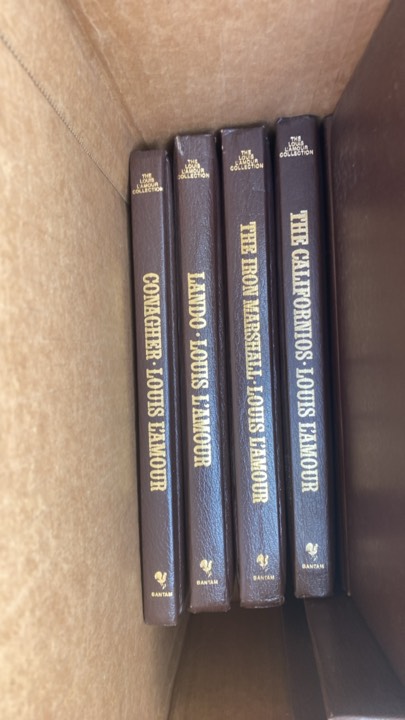 THE
LOUIS
L'AMOUR
COLLECTION
CONAGHER · LOUIS L'AMOUR
BANTAM
THE
LOUIS
L'AMOUR
COLLECTION
LANDO · LOUIS L'AMOUR
BANTAM
THE
LOUIS
L'AMOUR
COLLECTION
THE IRON MARSHALL · LOUIS L'AMOUR
BANTAM
THE
LOUIS
L'AMOUR
COLLECTION
THE CALIFORNIOS · LOUIS L'AMOUR
BANTAM